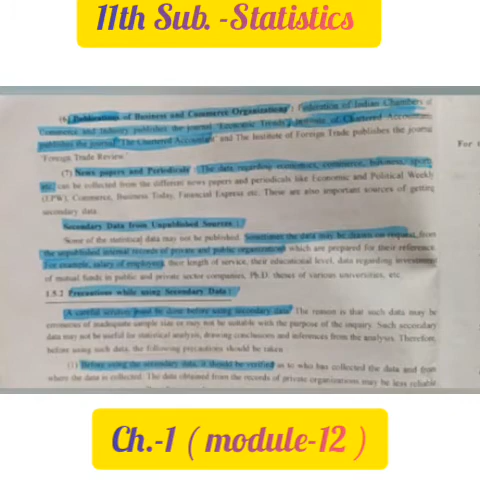 11th Sub. -Statistics
(6) Publications of Business and Commerce Organizations : Federation of Indian Chambers of
Commerce and Industry publishes the journal 'Economic Trends', Institute of Chartered Accountants
publishes the journal 'The Chartered Accountant' and The Institute of Foreign Trade publishes the journal
'Foreign Trade Review'.
(7) News papers and Periodicals : The data regarding economics, commerce, business, sport,
etc. can be collected from the different news papers and periodicals like Economic and Political Weekly
(EPW), Commerce, Business Today, Financial Express etc. These are also important sources of getting
secondary data.
Secondary Data from Unpublished Sources :
Some of the statistical data may not be published. Sometimes the data may be drawn on request from
the unpublished internal records of private and public organizations which are prepared for their reference.
For example, salary of employees, their length of service, their educational level, data regarding investment
of mutual funds in public and private sector companies, Ph.D. theses of various universities, etc.
1.5.2 Precautions while using Secondary Data :
A careful scrutiny must be done before using secondary data. The reason is that such data may be
erroneous of inadequate sample size or may not be suitable with the purpose of the inquiry. Such secondary
data may not be useful for statistical analysis, drawing conclusions and inferences from the analysis. Therefore,
before using such data, the following precautions should be taken
(1) Before using the secondary data, it should be verified as to who has collected the data and from
where the data is collected. The data obtained from the records of private organizations may be less reliable
For
Ch.-1 ( module-12 )